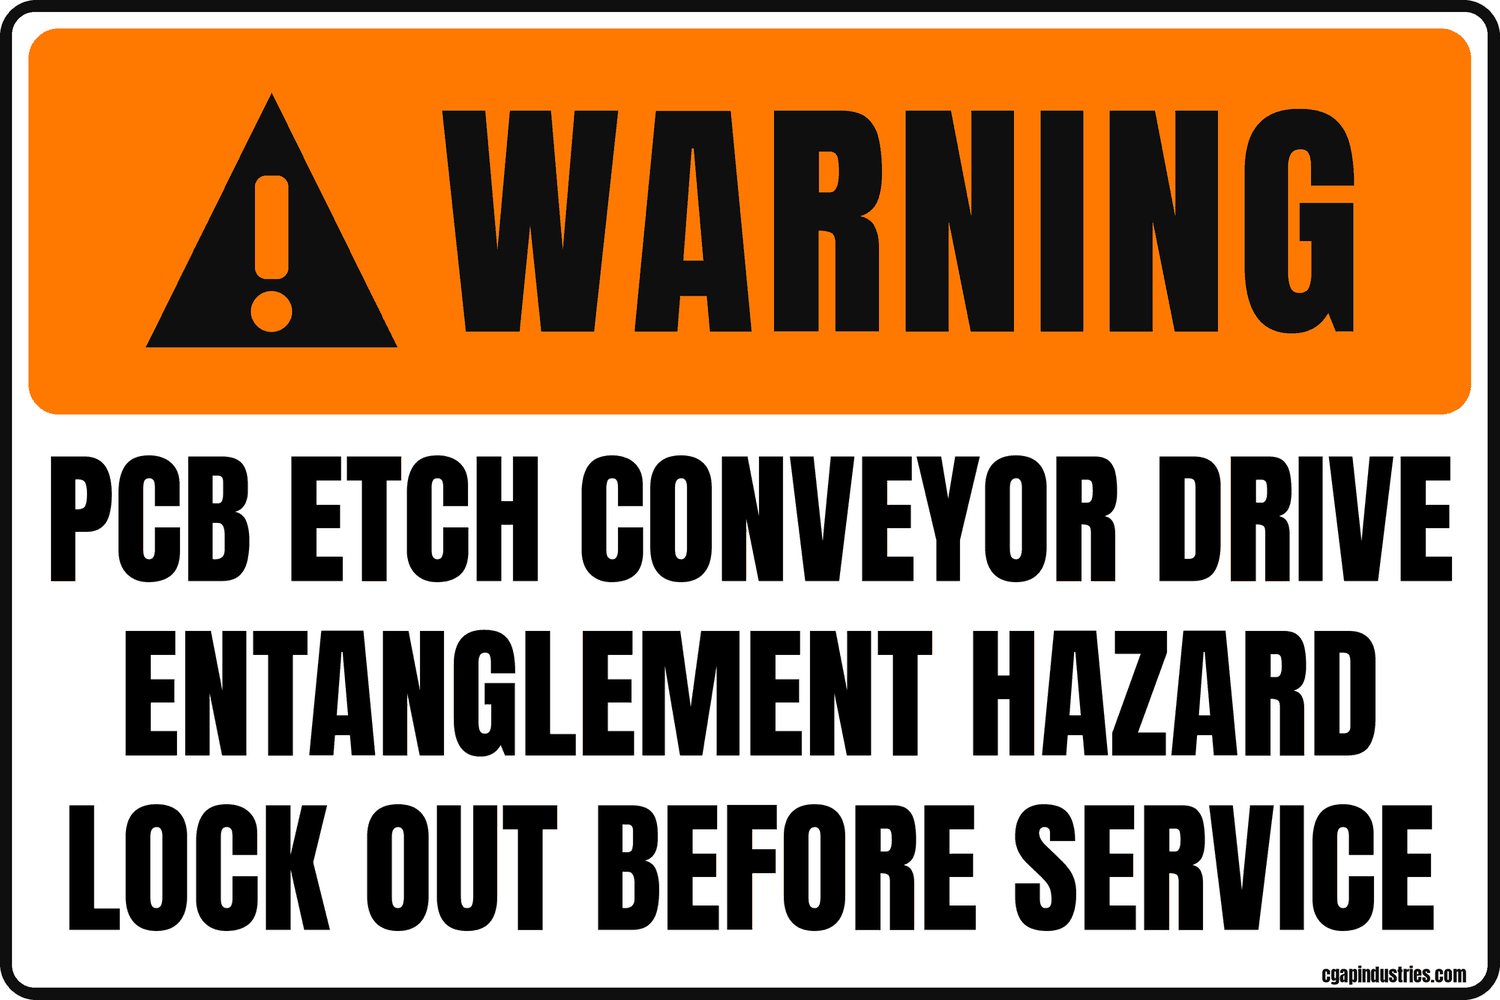 WARNING
PCB ETCH CONVEYOR DRIVE
ENTANGLEMENT HAZARD
LOCK OUT BEFORE SERVICE
cgapindustries.com